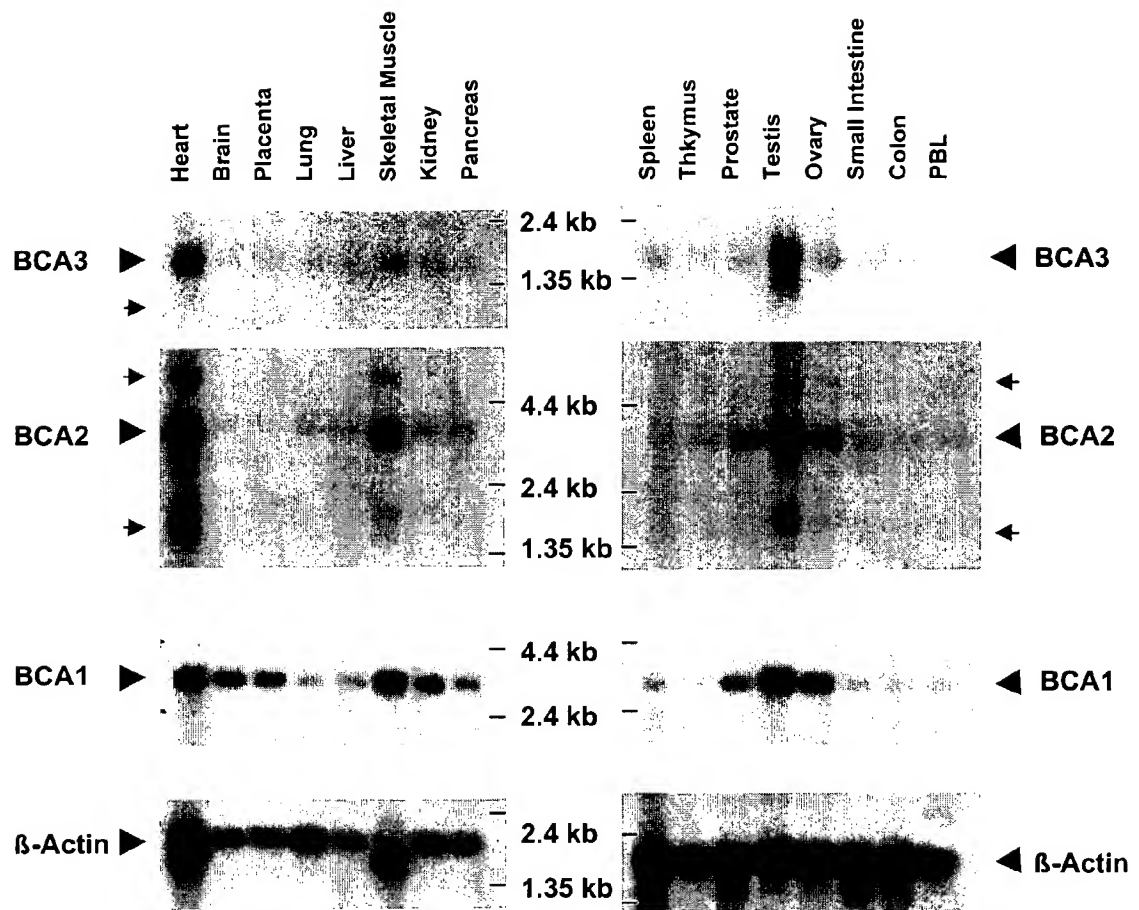 Heart
Brain
Placenta
Lung
Liver
Skeletal Muscle
Kidney
Pancreas
Spleen
Thkymus
Prostate
Testis
Ovary
Small Intestine
Colon
PBL
BCA3
2.4 kb
1.35 kb
BCA3
BCA2
4.4 kb
2.4 kb
1.35 kb
BCA2
BCA1
4.4 kb
2.4 kb
BCA1
ß-Actin
2.4 kb
1.35 kb
ß-Actin